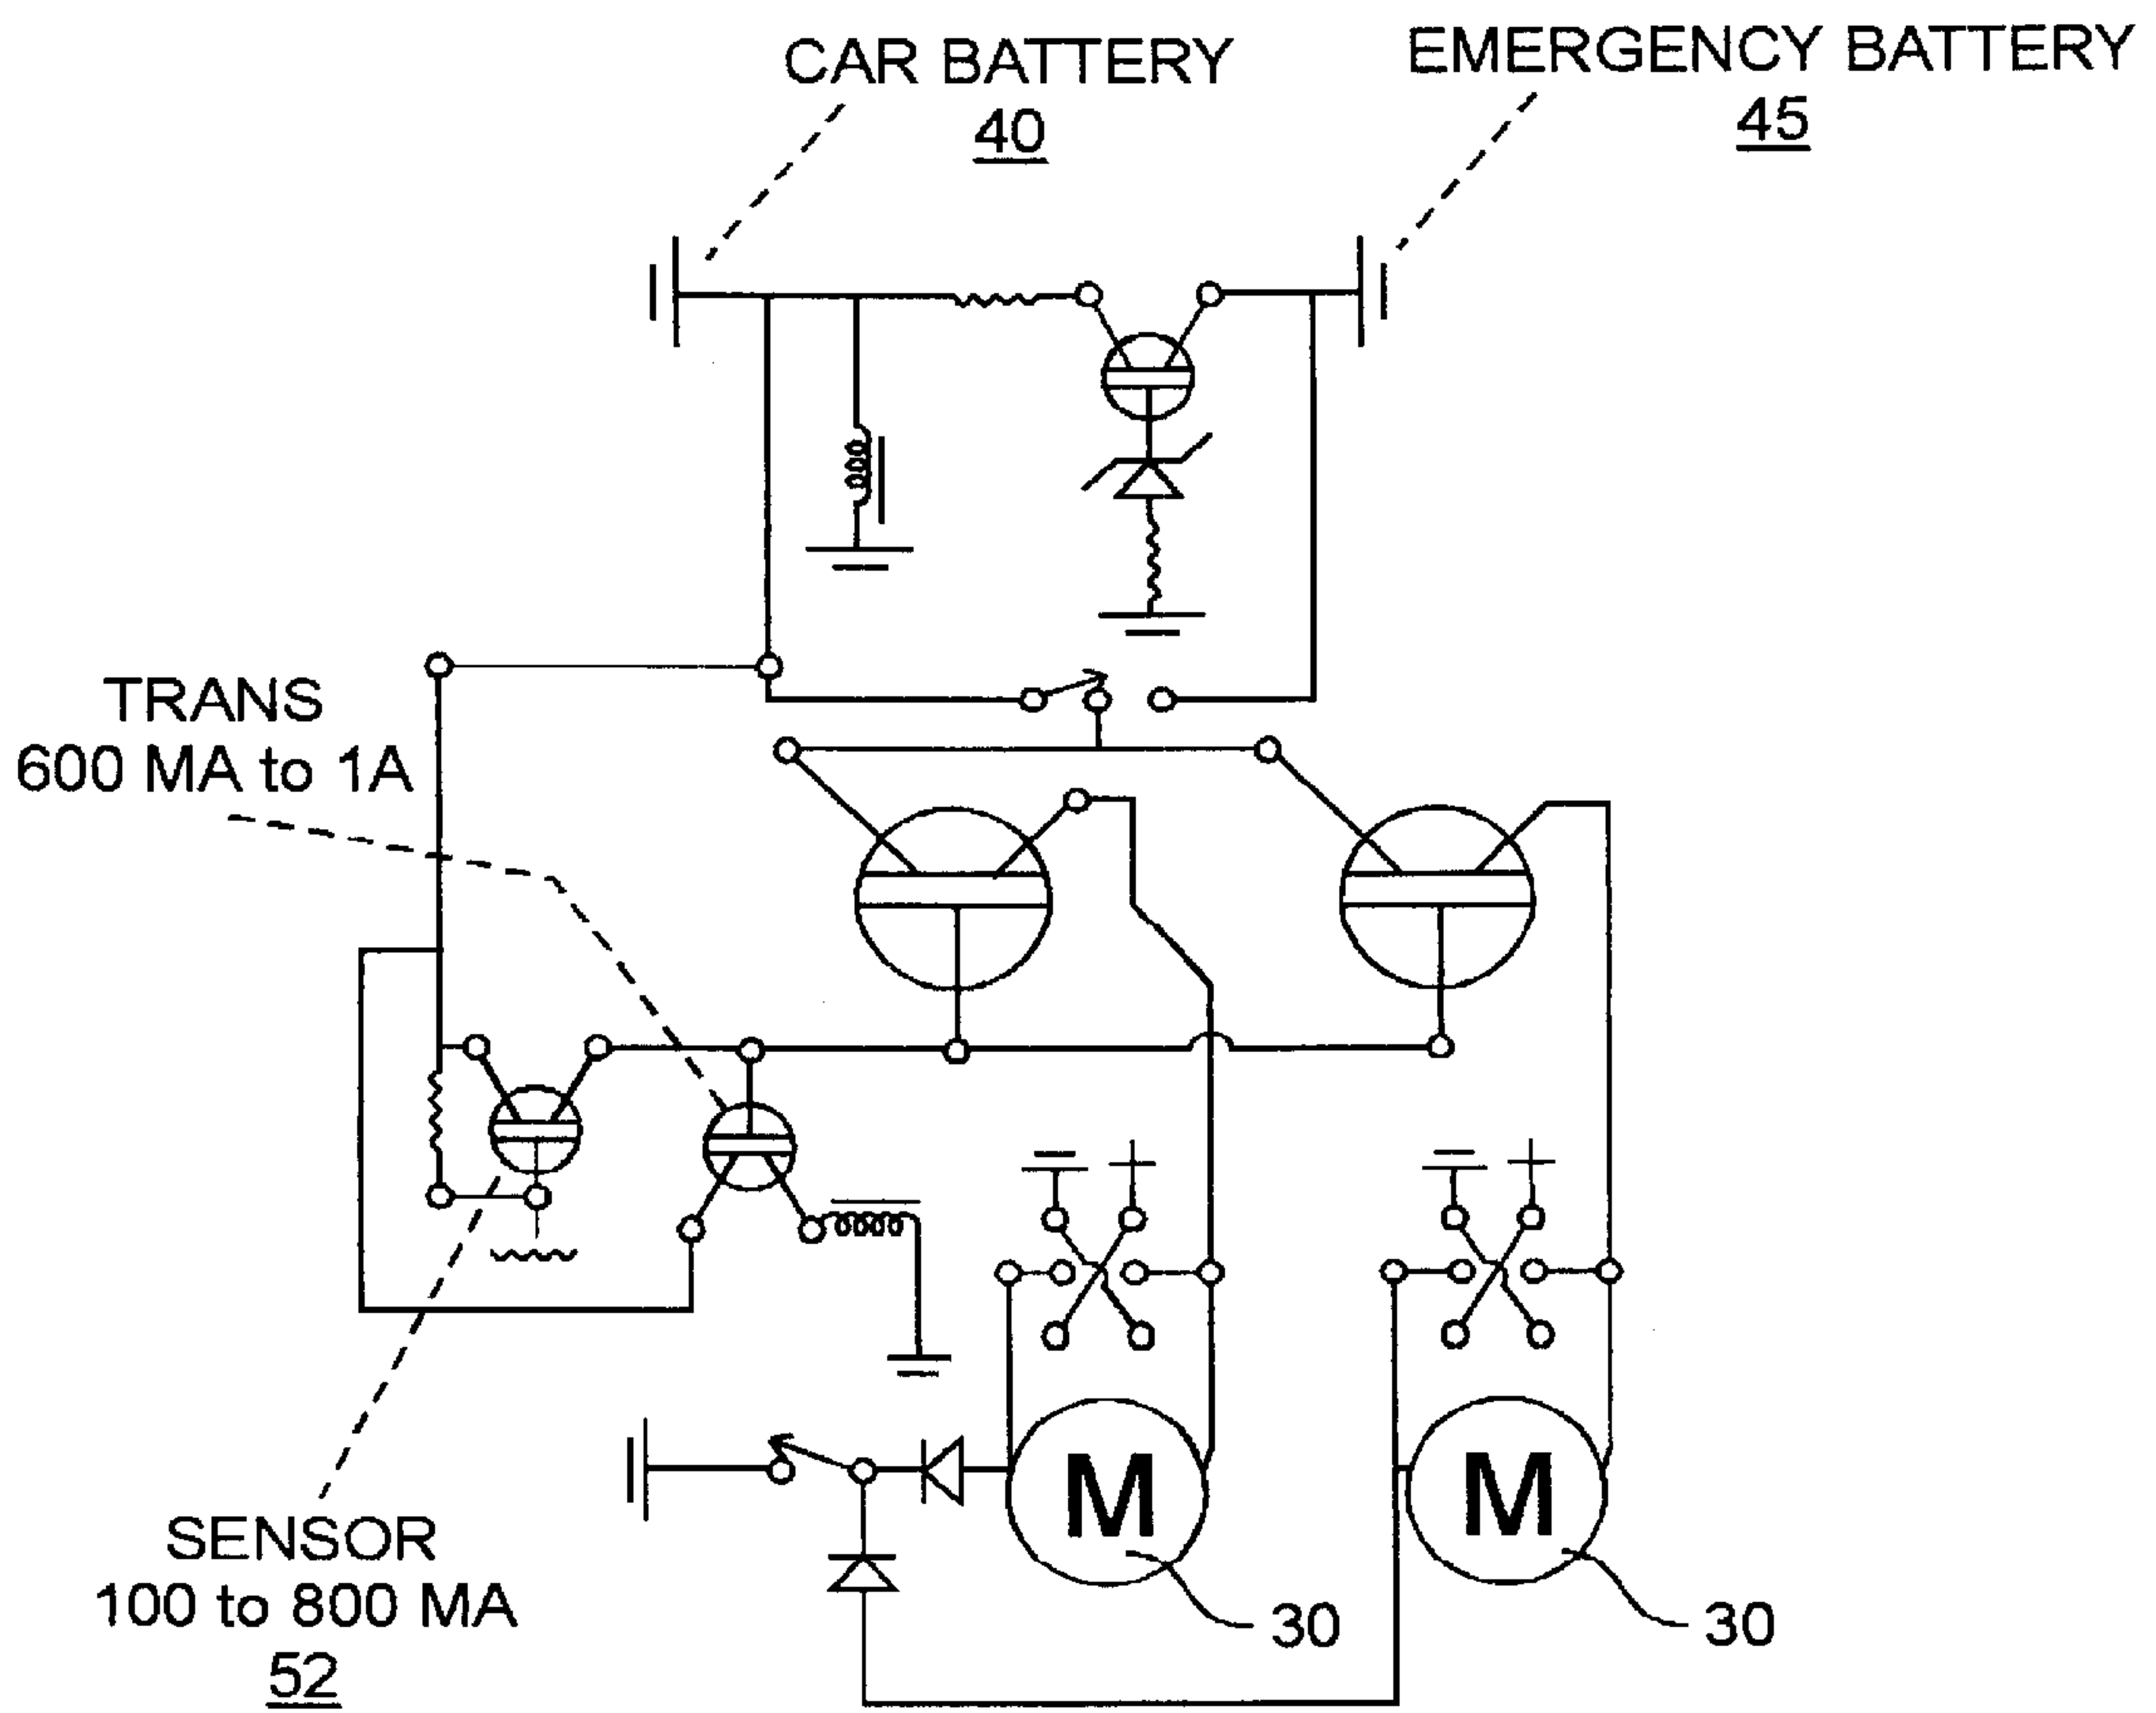 CAR BATTERY
40
EMERGENCY BATTERY
45
TRANS
600 MA to 1A
SENSOR
100 to 800 MA
52
M
30
M
30